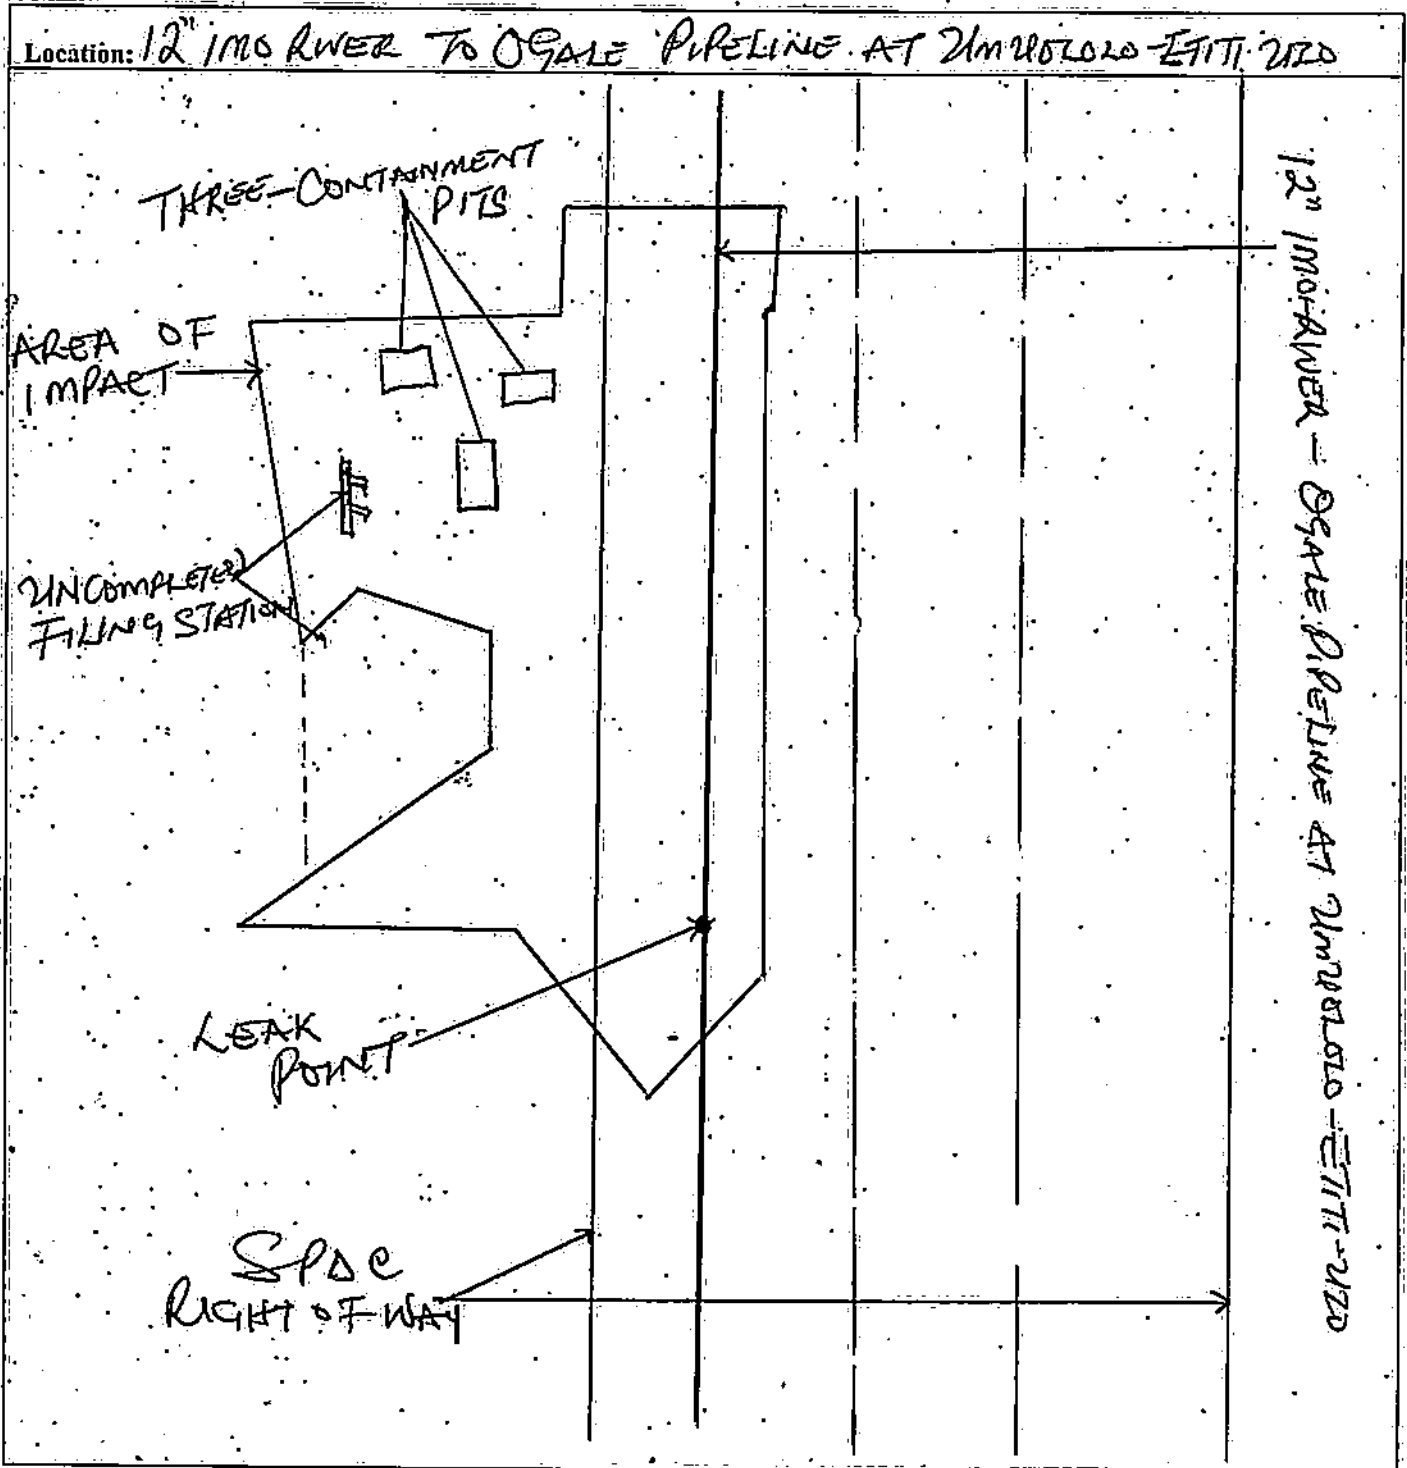 Location: 12" IMO RIVER TO OGALE PIPELINE AT UMUOLOLO-ETITI-UZO
THREE-CONTAINMENT
PITS
AREA OF
IMPACT
UNCOMPLETED
FILING STATION
LEAK
POINT
SPDC
RIGHT OF WAY
12" IMO-RIVER - OGALE PIPELINE AT UMUOLOLO-ETITI-UZO